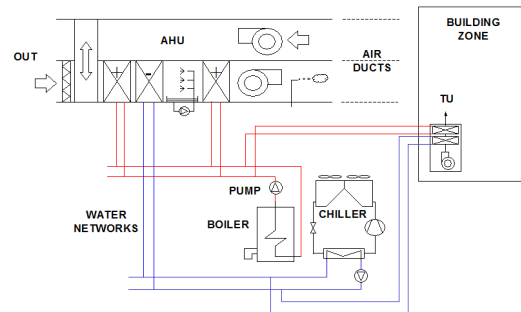 BUILDING
ZONE
OUT
AHU
AIR
DUCTS
TU
PUMP
WATER
NETWORKS
BOILER
CHILLER